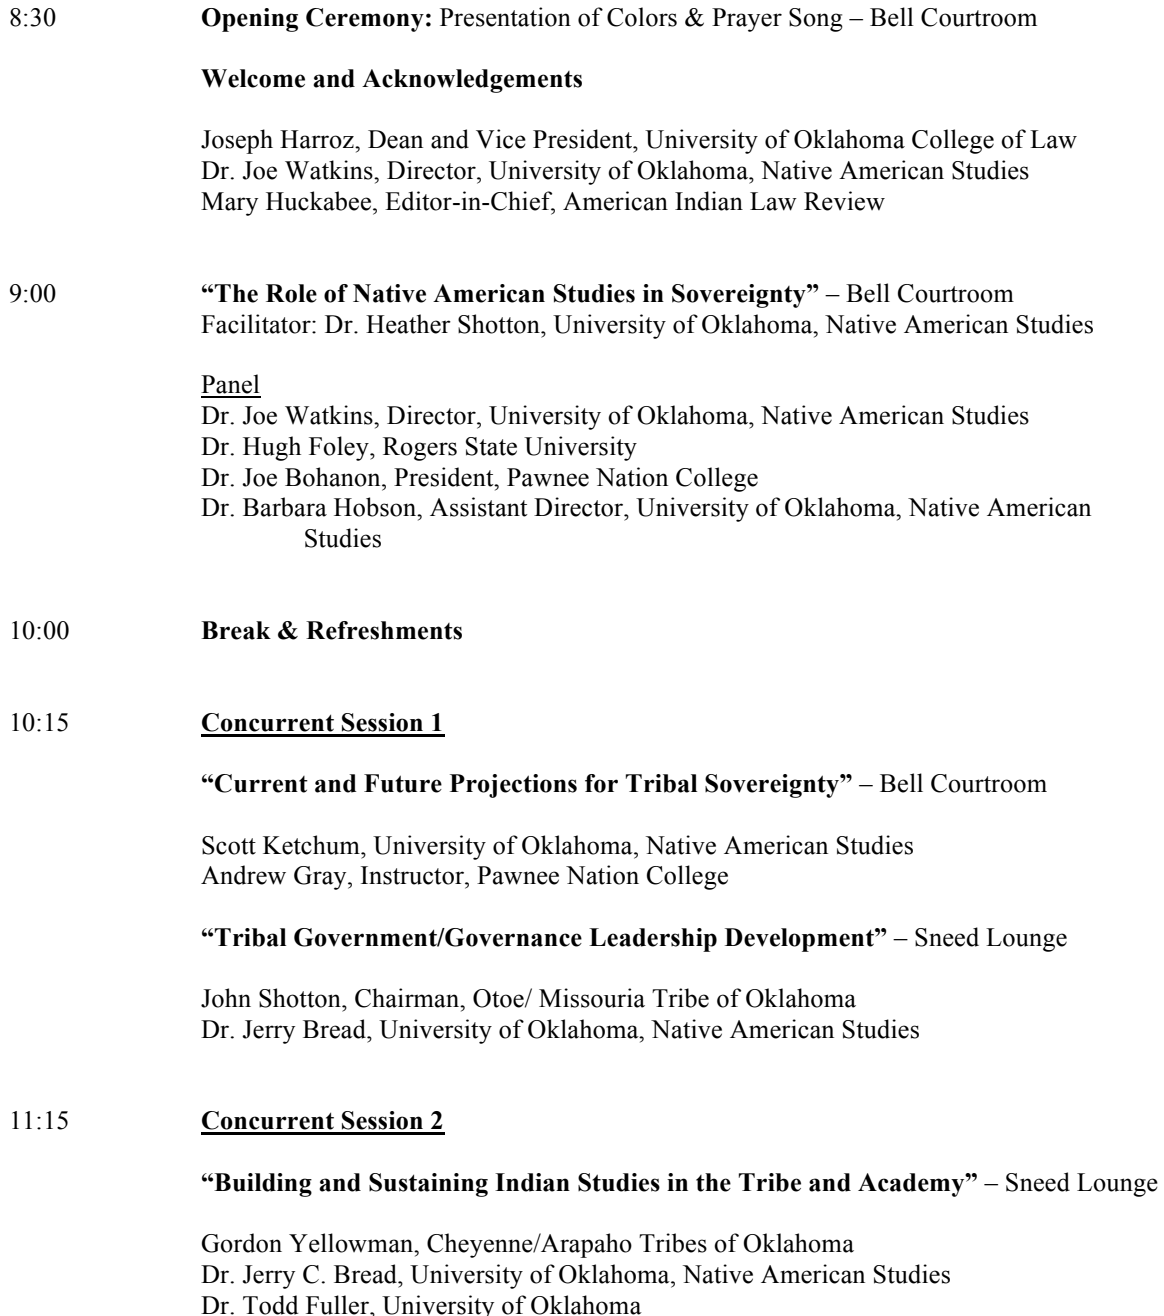 8:30 Opening Ceremony: Presentation of Colors & Prayer Song – Bell Courtroom
Welcome and Acknowledgements
Joseph Harroz, Dean and Vice President, University of Oklahoma College of Law
Dr. Joe Watkins, Director, University of Oklahoma, Native American Studies
Mary Huckabee, Editor-in-Chief, American Indian Law Review
9:00 “The Role of Native American Studies in Sovereignty” – Bell Courtroom
Facilitator: Dr. Heather Shotton, University of Oklahoma, Native American Studies
Panel
Dr. Joe Watkins, Director, University of Oklahoma, Native American Studies
Dr. Hugh Foley, Rogers State University
Dr. Joe Bohanon, President, Pawnee Nation College
Dr. Barbara Hobson, Assistant Director, University of Oklahoma, Native American
Studies
10:00 Break & Refreshments
10:15 Concurrent Session 1
“Current and Future Projections for Tribal Sovereignty” – Bell Courtroom
Scott Ketchum, University of Oklahoma, Native American Studies
Andrew Gray, Instructor, Pawnee Nation College
“Tribal Government/Governance Leadership Development” – Sneed Lounge
John Shotton, Chairman, Otoe/ Missouria Tribe of Oklahoma
Dr. Jerry Bread, University of Oklahoma, Native American Studies
11:15 Concurrent Session 2
“Building and Sustaining Indian Studies in the Tribe and Academy” – Sneed Lounge
Gordon Yellowman, Cheyenne/Arapaho Tribes of Oklahoma
Dr. Jerry C. Bread, University of Oklahoma, Native American Studies
Dr. Todd Fuller, University of Oklahoma